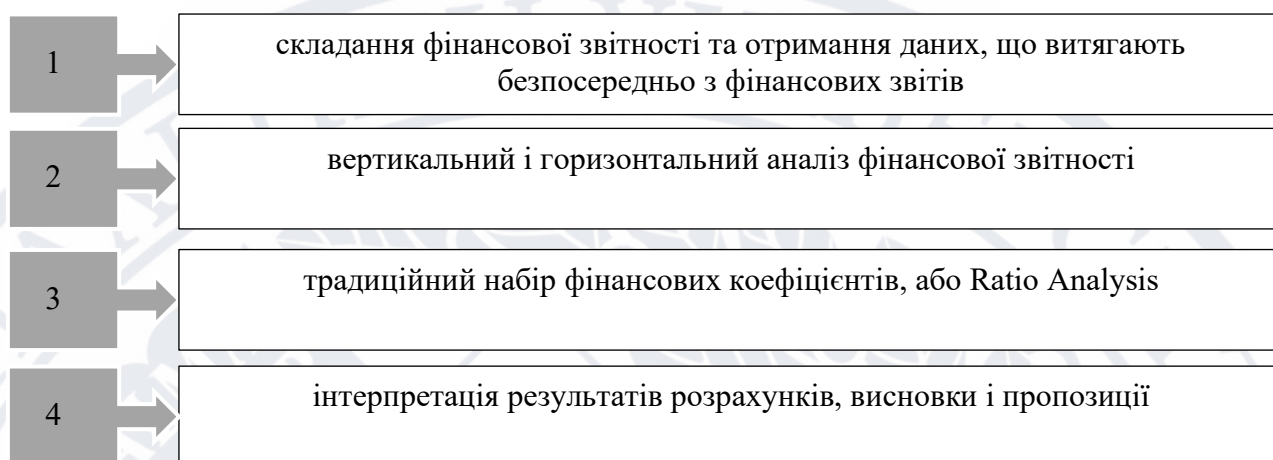 1
складання фінансової звітності та отримання даних, що витягають
безпосередньо з фінансових звітів
2
вертикальний і горизонтальний аналіз фінансової звітності
3
традиційний набір фінансових коефіцієнтів, або Ratio Analysis
4
інтерпретація результатів розрахунків, висновки і пропозиції